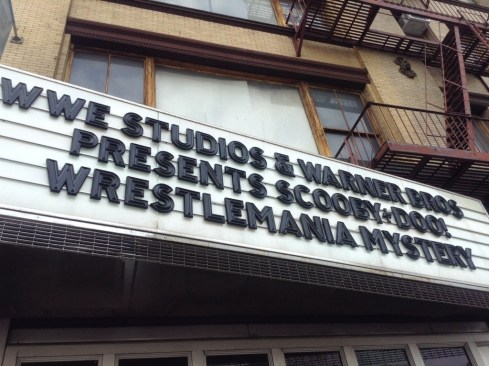 WWE STUDIOS & WARNER BROS
PRESENTS SCOOBY-DOO!
WRESTLEMANIA MYSTERY